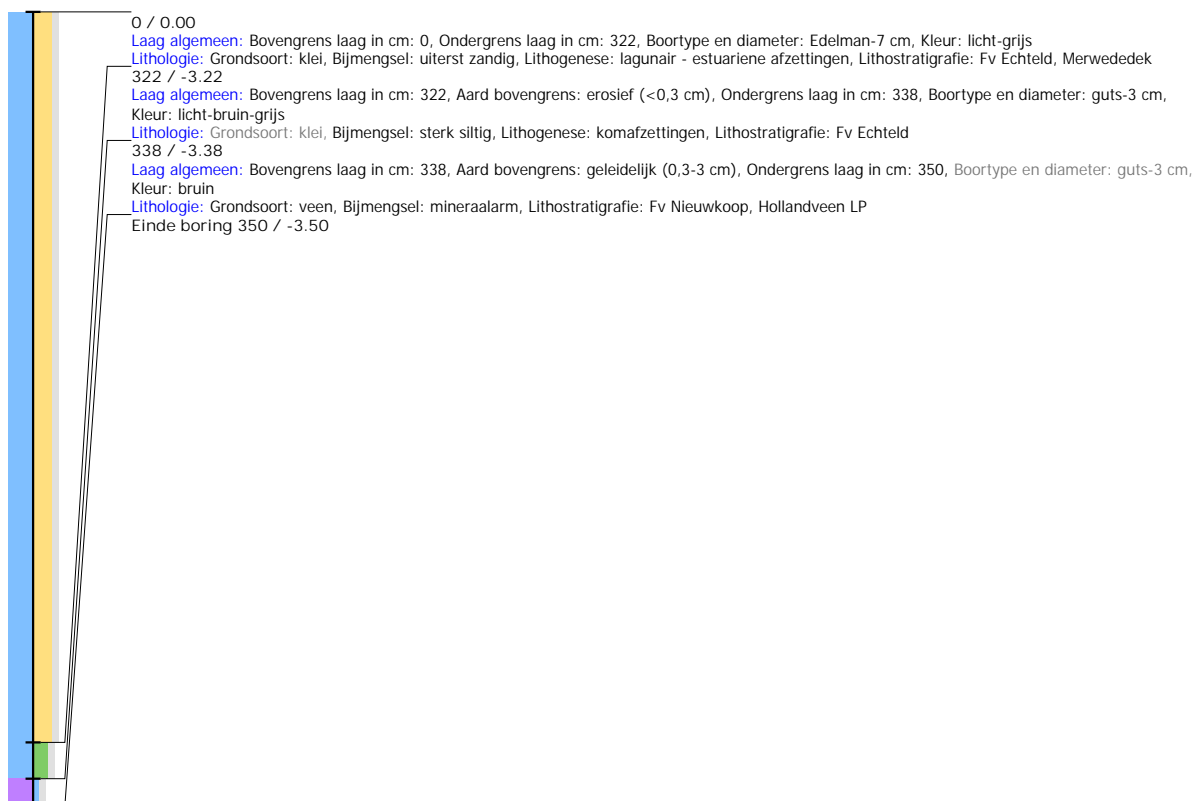 0 / 0.00
Laag algemeen: Bovengrens laag in cm: 0, Ondergrens laag in cm: 322, Boortype en diameter: Edelman-7 cm, Kleur: licht-grijs
Lithologie: Grondsoort: klei, Bijmengsel: uiterst zandig, Lithogenese: lagunair - estuariene afzettingen, Lithostratigrafie: Fv Echteld, Merwededek
322 / -3.22
Laag algemeen: Bovengrens laag in cm: 322, Aard bovengrens: erosief (<0,3 cm), Ondergrens laag in cm: 338, Boortype en diameter: guts-3 cm,
Kleur: licht-bruin-grijs
Lithologie: Grondsoort: klei, Bijmengsel: sterk siltig, Lithogenese: komafzettingen, Lithostratigrafie: Fv Echteld
338 / -3.38
Laag algemeen: Bovengrens laag in cm: 338, Aard bovengrens: geleidelijk (0,3-3 cm), Ondergrens laag in cm: 350, Boortype en diameter: guts-3 cm,
Kleur: bruin
Lithologie: Grondsoort: veen, Bijmengsel: mineraalarm, Lithostratigrafie: Fv Nieuwkoop, Hollandveen LP
Einde boring 350 / -3.50